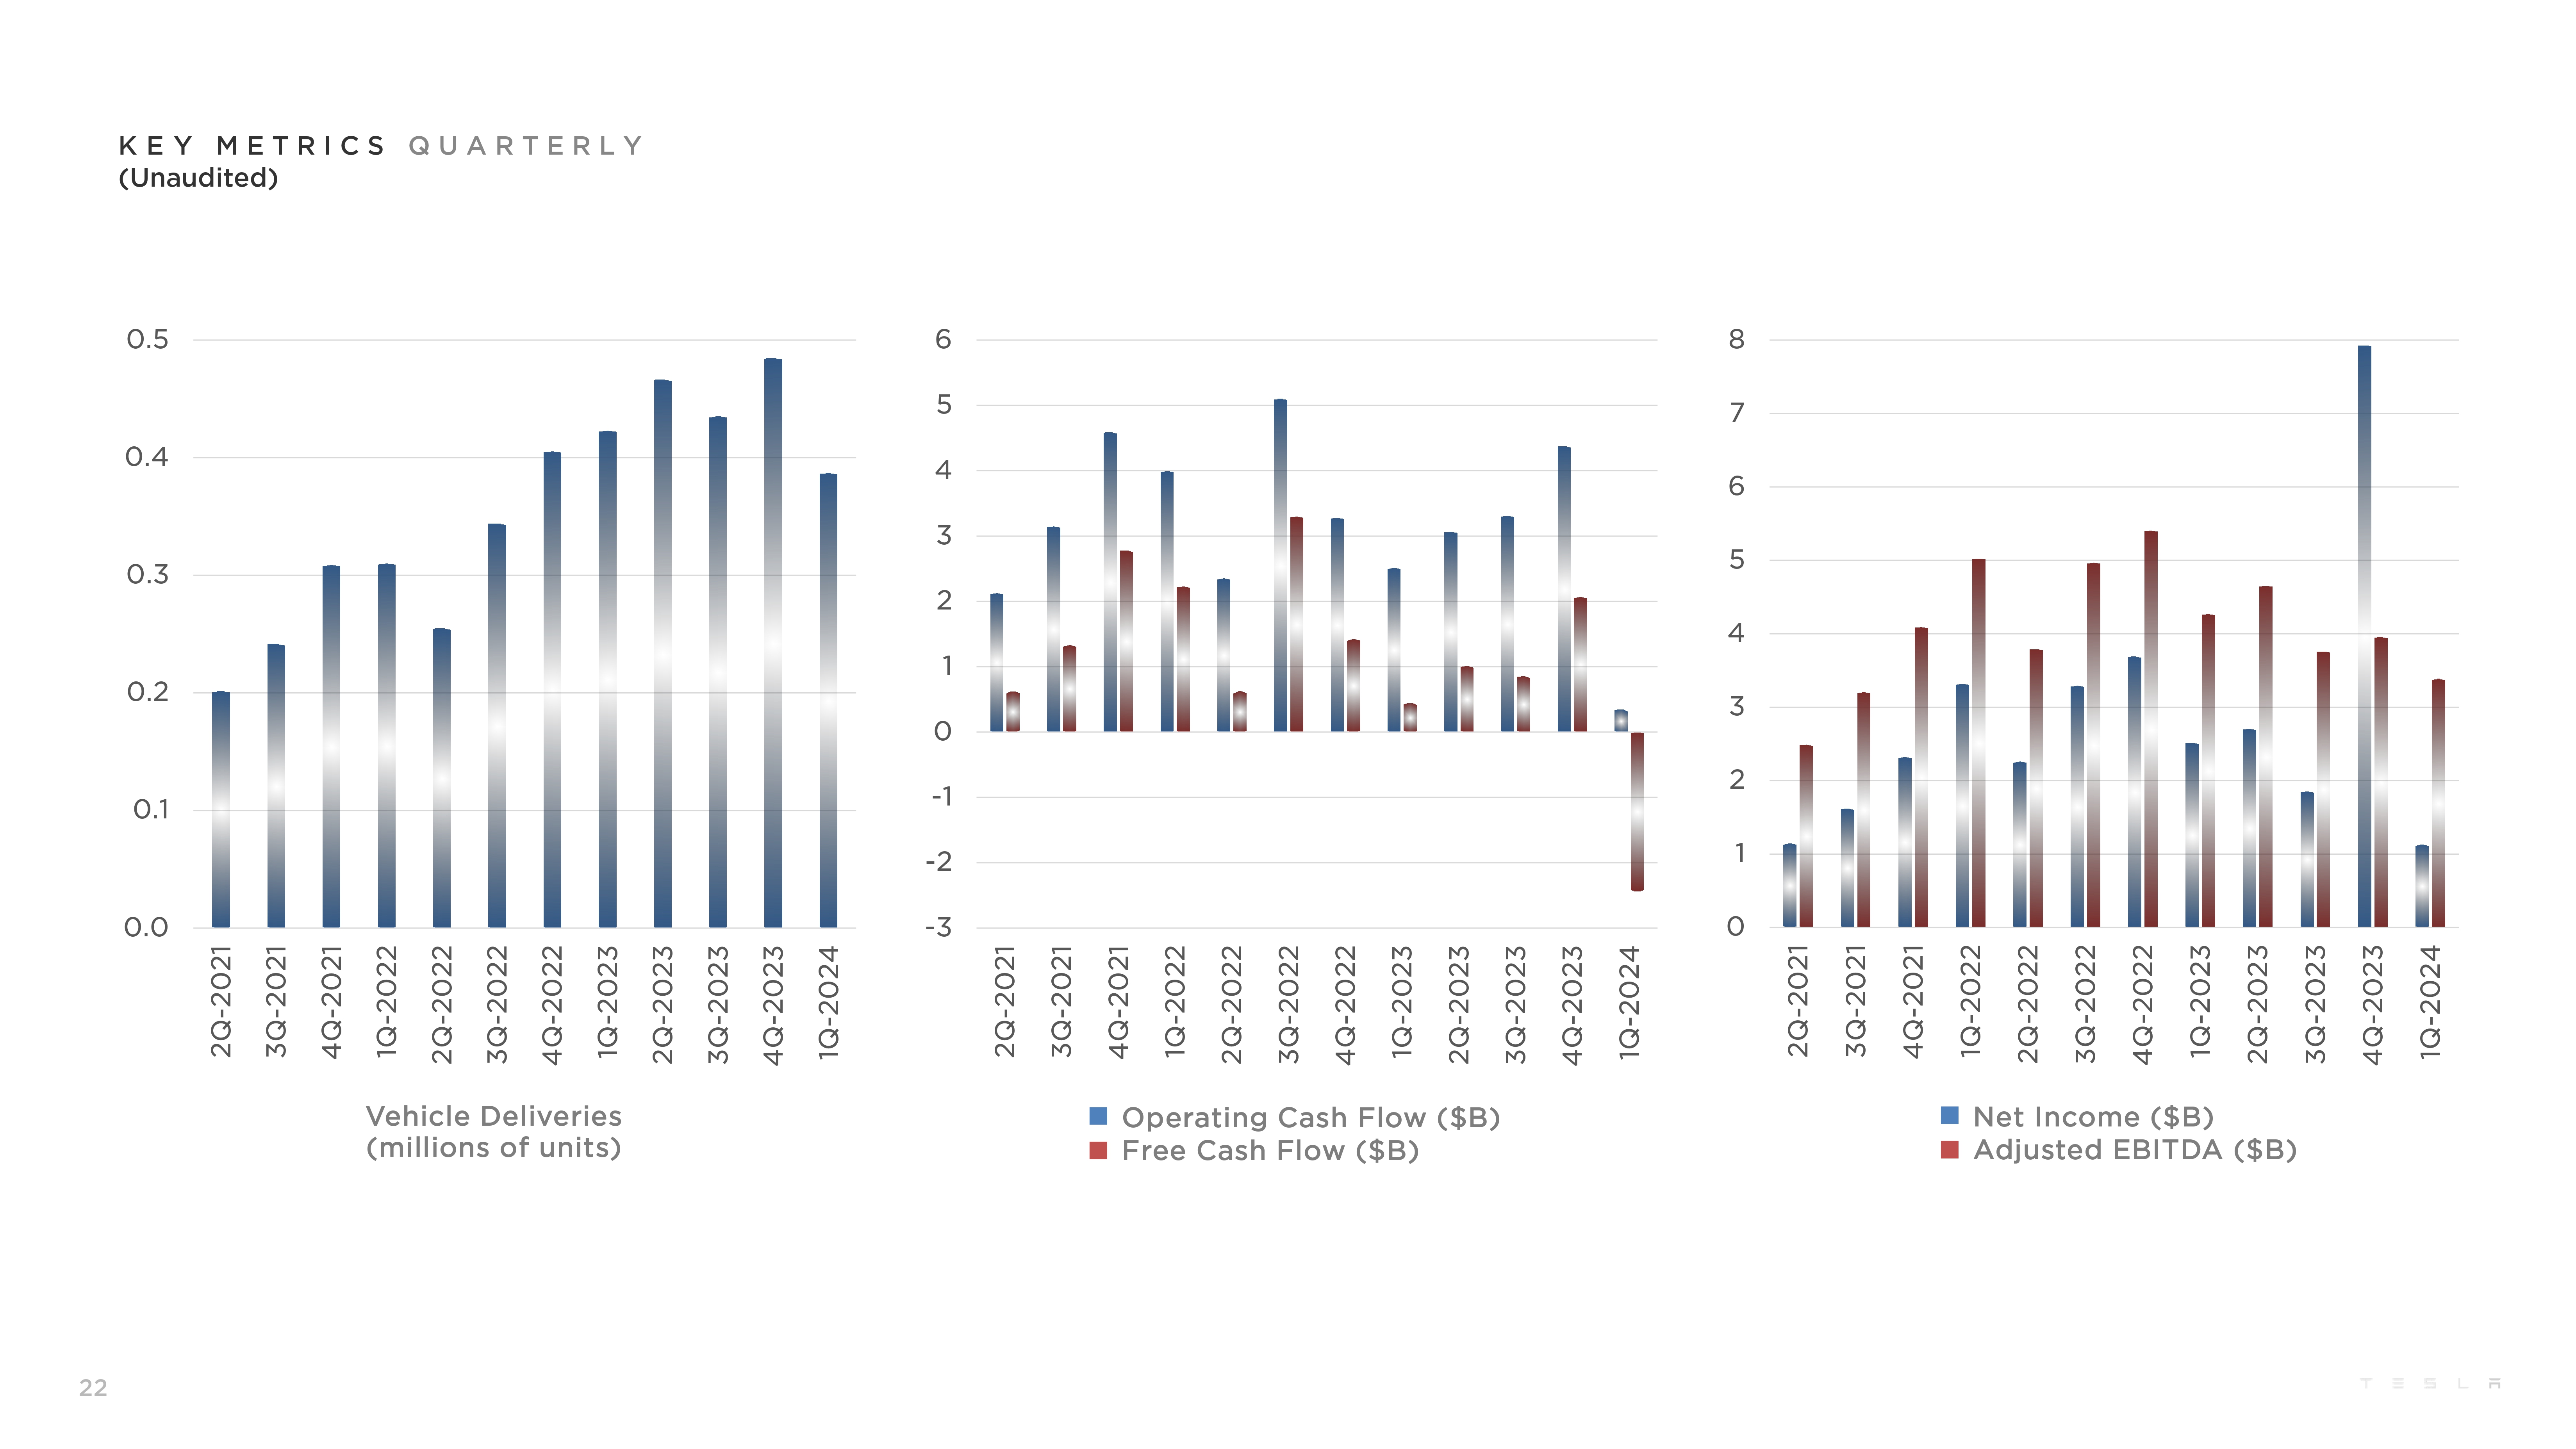 KEY METRICS QUARTERLY
(Unaudited)
0.5
0.4
0.3
0.2
0.1
0.0
2Q-2021
3Q-2021
4Q-2021
1Q-2022
2Q-2022
3Q-2022
4Q-2022
1Q-2023
2Q-2023
3Q-2023
4Q-2023
1Q-2024
Vehicle Deliveries
(millions of units)
6
5
4
3
2
1
0
-1
-2
-3
2Q-2021
3Q-2021
4Q-2021
1Q-2022
2Q-2022
3Q-2022
4Q-2022
1Q-2023
2Q-2023
3Q-2023
4Q-2023
1Q-2024
Operating Cash Flow ($B)
Free Cash Flow ($B)
8
7
6
5
4
3
2
1
0
2Q-2021
3Q-2021
4Q-2021
1Q-2022
2Q-2022
3Q-2022
4Q-2022
1Q-2023
2Q-2023
3Q-2023
4Q-2023
1Q-2024
Net Income ($B)
Adjusted EBITDA ($B)
22
TESLA